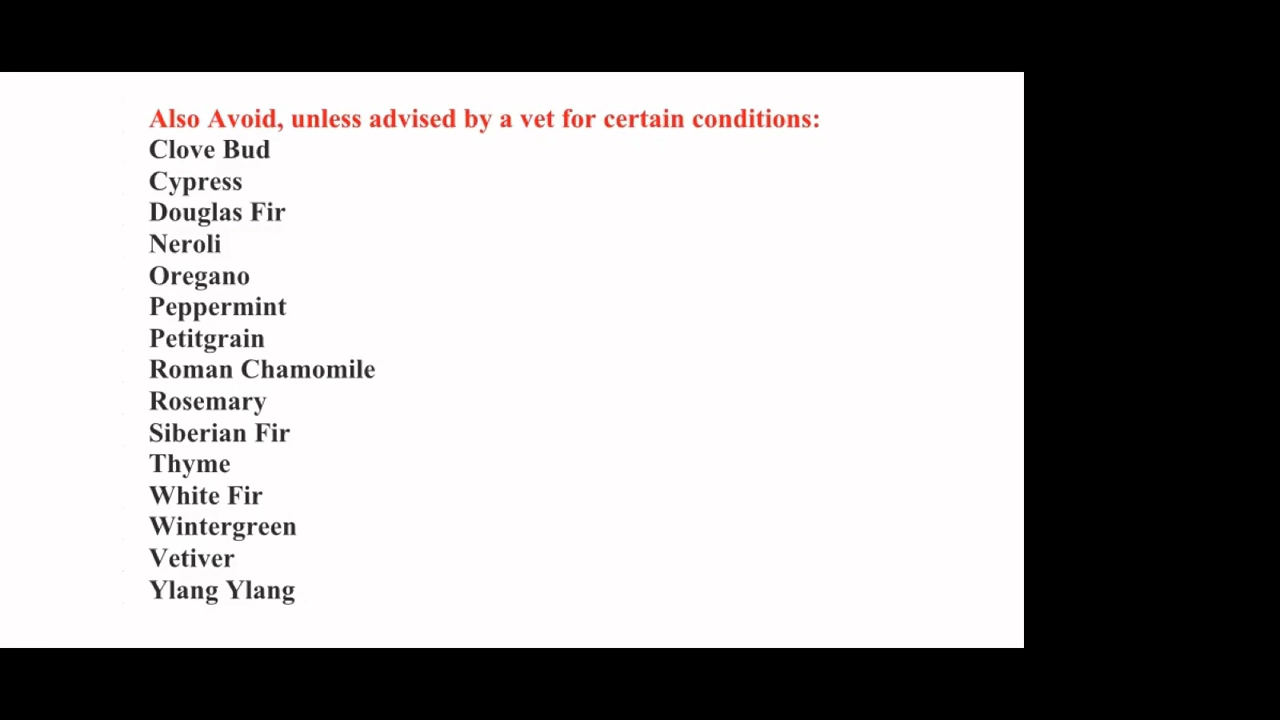 Also Avoid, unless advised by a vet for certain conditions:
Clove Bud
Cypress
Douglas Fir
Neroli
Oregano
Peppermint
Petitgrain
Roman Chamomile
Rosemary
Siberian Fir
Thyme
White Fir
Wintergreen
Vetiver
Ylang Ylang